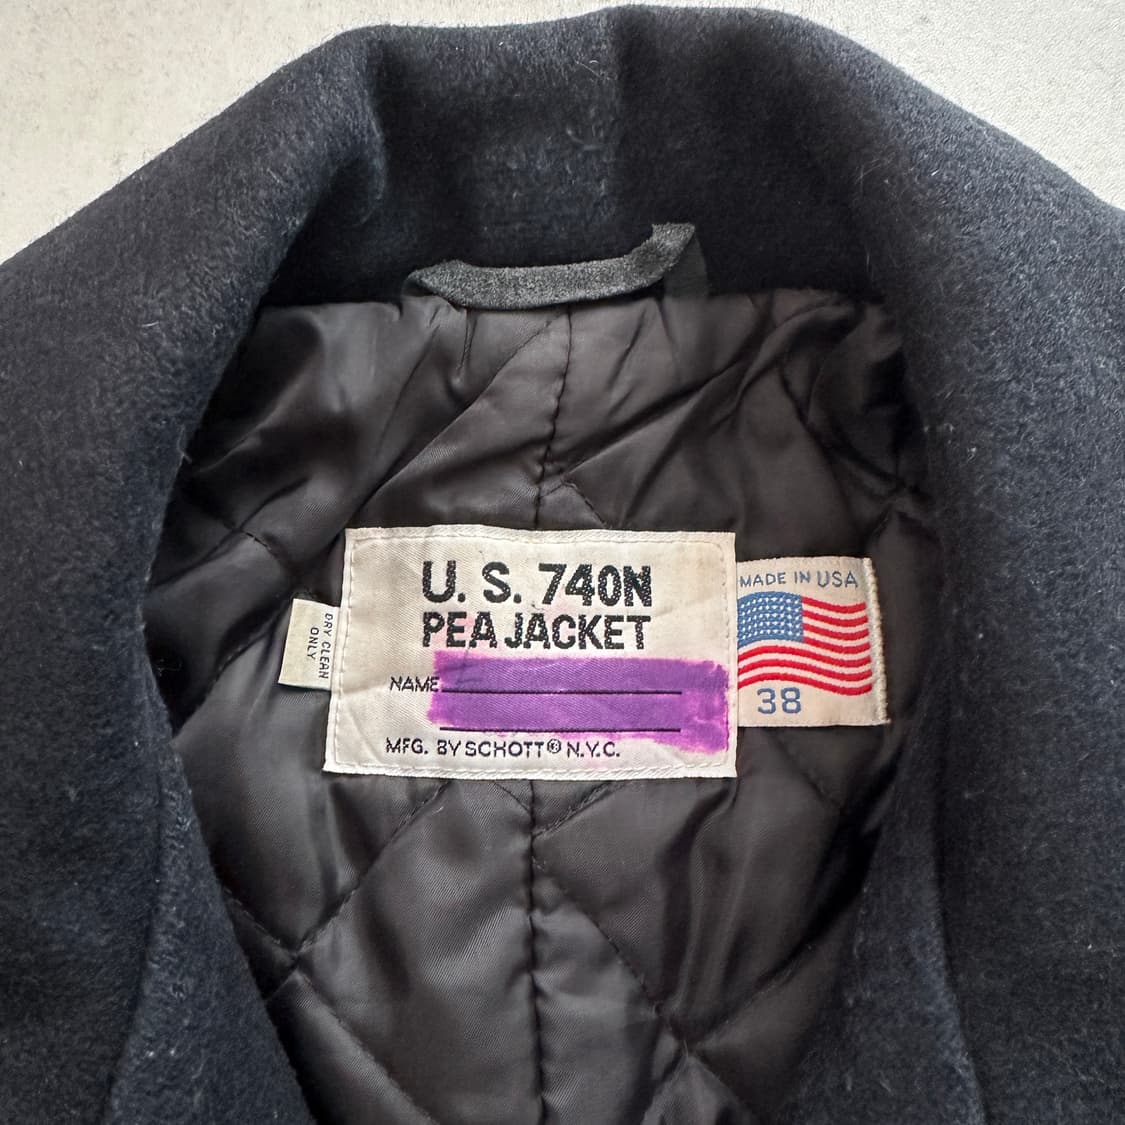 U. S. 740N
PEA JACKET
NAME
MFG. BY SCHOTT® N.Y.C.
DRY CLEAN
ONLY
MADE IN USA
38